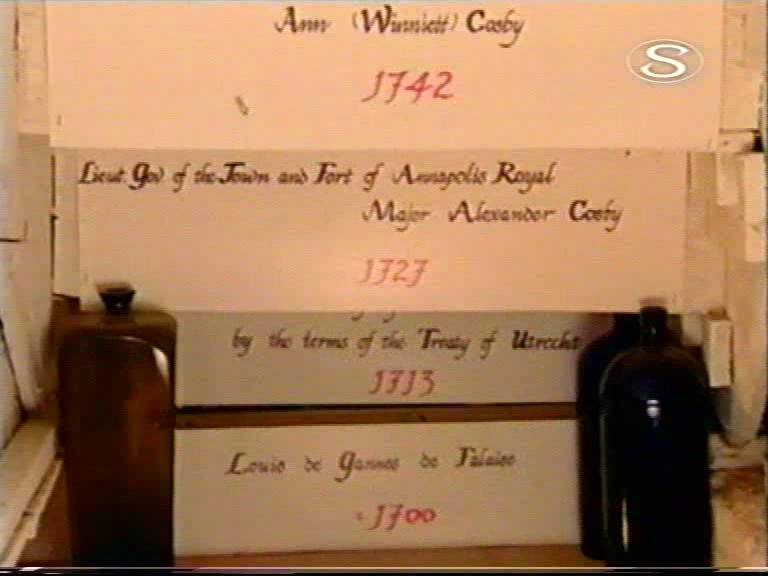 Ann (Winniett) Cosby
S
1742
Lieut Gov of the Town and Fort of Annapolis Royal
Major Alexander Cosby
1727
by the terms of the Treaty of Utrecht
1713
Louis de Gannes de Falaise
1700